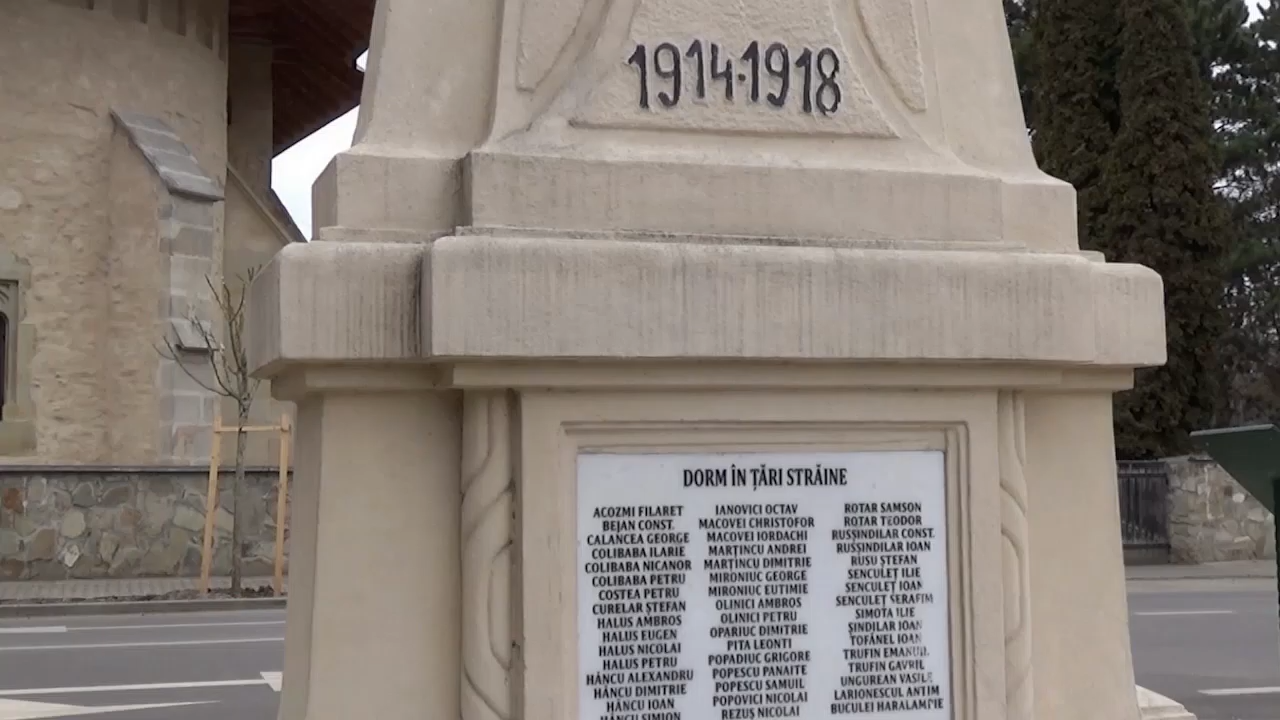 1914·1918
DORM ÎN ȚĂRI STRĂINE
ACOZMI FILARET
BEJAN CONST.
CALANCEA GEORGE
COLIBABA ILARIE
COLIBABA NICANOR
COLIBABA PETRU
COSTEA PETRU
CURELAR ȘTEFAN
HALUS AMBROS
HALUS EUGEN
HALUS NICOLAI
HALUS PETRU
HÂNCU ALEXANDRU
HÂNCU DIMITRIE
HÂNCU IOAN
HÂNCU SIMION
IANOVICI OCTAV
MACOVEI CHRISTOFOR
MACOVEI IORDACHI
MARȚINCU ANDREI
MARȚINCU DIMITRIE
MIRONIUC GEORGE
MIRONIUC EUTIMIE
OLINICI AMBROS
OLINICI PETRU
OPARIUC DIMITRIE
PITA LEONTI
POPADIUC GRIGORE
POPESCU PANAITE
POPESCU SAMUIL
POPOVICI NICOLAI
REZUȘ NICOLAI
ROTAR SAMSON
ROTAR TEODOR
RUSȘINDILAR CONST.
RUSȘINDILAR IOAN
RUSU ȘTEFAN
SENCULEȚ ILIE
SENCULEȚ IOAN
SENCULEȚ SERAFIM
SIMOTA ILIE
ȘINDILAR IOAN
TOFĂNEL IOAN
TRUFIN EMANUIL
TRUFIN GAVRIL
UNGUREAN VASILE
LARIONESCUL ANTIM
BUCULEI HARALAMPIE